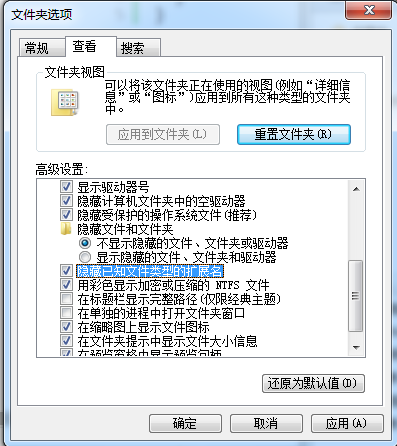 文件夹选项
常规
查看
搜索
文件夹视图
可以将该文件夹正在使用的视图(例如“详细信
息”或“图标”)应用到所有这种类型的文件夹
中。
应用到文件夹(L)
重置文件夹(R)
高级设置:
显示驱动器号
隐藏计算机文件夹中的空驱动器
隐藏受保护的操作系统文件(推荐)
隐藏文件和文件夹
不显示隐藏的文件、文件夹或驱动器
显示隐藏的文件、文件夹和驱动器
隐藏已知文件类型的扩展名
用彩色显示加密或压缩的 NTFS 文件
在标题栏显示完整路径(仅限经典主题)
在单独的进程中打开文件夹窗口
在缩略图上显示文件图标
在文件夹提示中显示文件大小信息
在预览窗格中显示预览句柄
还原为默认值(D)
确定
取消
应用(A)